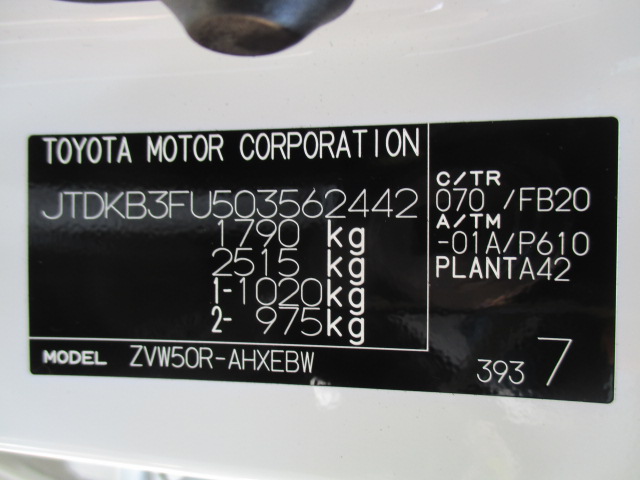 TOYOTA MOTOR CORPORATION
JTDKB3FU503562442
1790 kg
2515 kg
1-1020kg
2- 975kg
C/TR
070 /FB20
A/TM
-01A/P610
PLANTA42
MODEL ZVW50R-AHXEBW
393 7